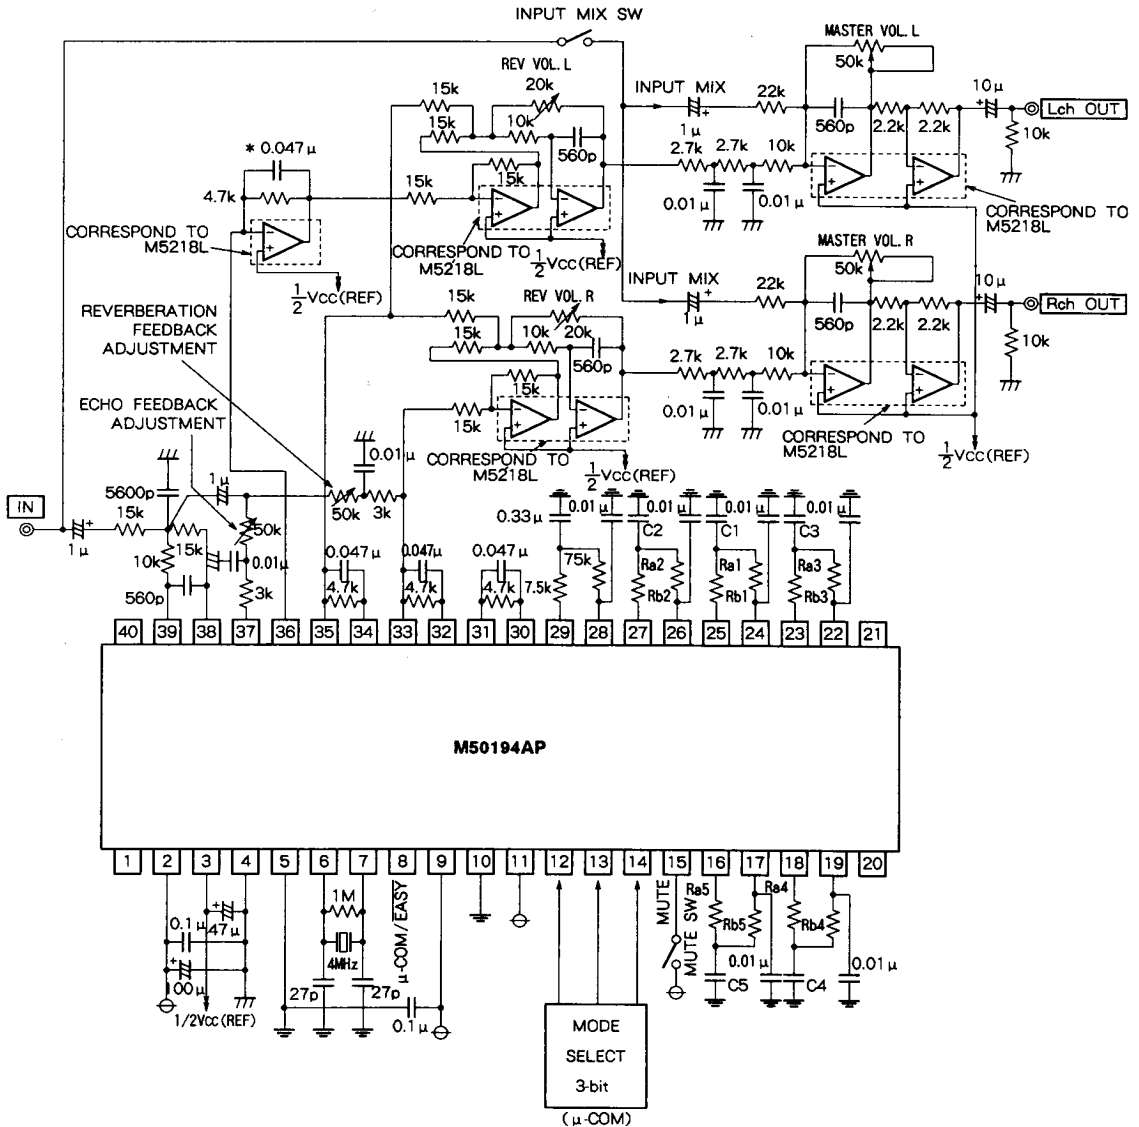 INPUT MIX SW
MASTER VOL. L
50k
REV VOL. L
20k
15k
15k
10k
560p
15k
INPUT MIX
1μ
+
22k
560p
2.2k
2.2k
10μ
+
Lch OUT
10k
2.7k
2.7k
10k
0.01μ
0.01μ
CORRESPOND TO
M5218L
* 0.047μ
4.7k
15k
CORRESPOND TO
M5218L
CORRESPOND TO
M5218L
1/2 VCC (REF)
1/2 VCC (REF)
MASTER VOL. R
50k
INPUT MIX
1μ
+
22k
560p
2.2k
2.2k
10μ
+
Rch OUT
10k
REVERBERATION
FEEDBACK
ADJUSTMENT
15k
REV VOL. R
20k
15k
10k
560p
15k
15k
2.7k
2.7k
10k
0.01μ
0.01μ
CORRESPOND TO
M5218L
CORRESPOND TO
M5218L
1/2 VCC (REF)
1/2 VCC (REF)
ECHO FEEDBACK
ADJUSTMENT
IN
1μ
+
15k
5600p
1μ
50k
0.01μ
50k
3k
10k
15k
0.01μ
560p
3k
0.047μ
4.7k
0.047μ
4.7k
0.047μ
4.7k
7.5k
0.33μ
75k
0.01μ
C2
Ra2
Rb2
0.01μ
C1
Ra1
Rb1
0.01μ
C3
Ra3
Rb3
0.01μ
40 39 38 37 36 35 34 33 32 31 30 29 28 27 26 25 24 23 22 21
M50194AP
1 2 3 4 5 6 7 8 9 10 11 12 13 14 15 16 17 18 19 20
0.1μ
+
47μ
+
100μ
1/2VCC (REF)
1M
4MHz
27p
27p
μ-COM/EASY
0.1μ
MODE
SELECT
3-bit
(μ-COM)
MUTE
MUTE SW
Ra5
Rb5
0.01μ
C5
Ra4
Rb4
C4
0.01μ